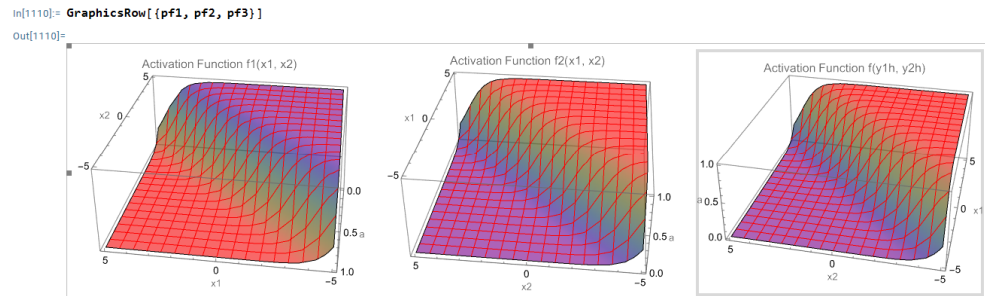 In[1110]:= GraphicsRow[{pf1, pf2, pf3}]
Out[1110]=
Activation Function f1(x1, x2)
5
x2 0
-5
0.0
0.5 a
1.0
5 0 -5
x1
Activation Function f2(x1, x2)
5
x1 0
-5
1.0
0.5 a
0.0
5 0 -5
x2
Activation Function f(y1h, y2h)
1.0
a 0.5
0.0
5
0 x1
-5
5 0 -5
x2